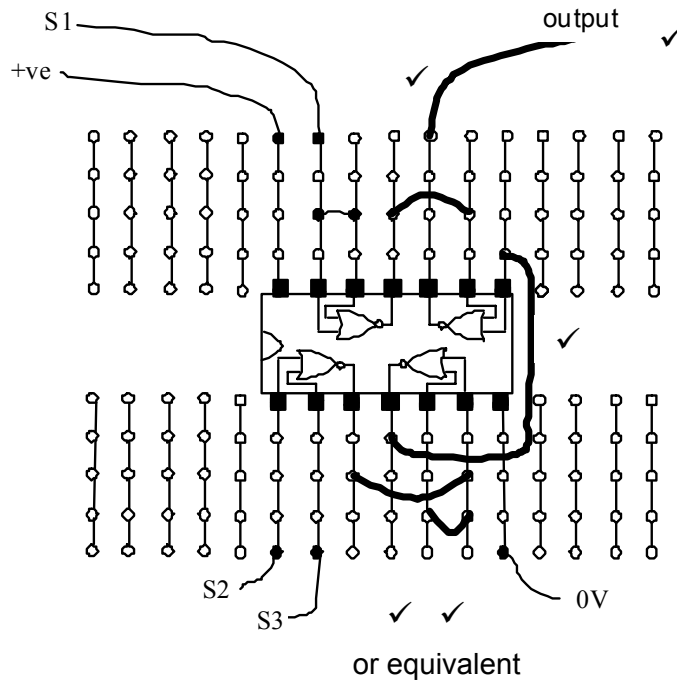 S1
output
✓
+ve
✓
✓
S2
S3
0V
✓ ✓
or equivalent